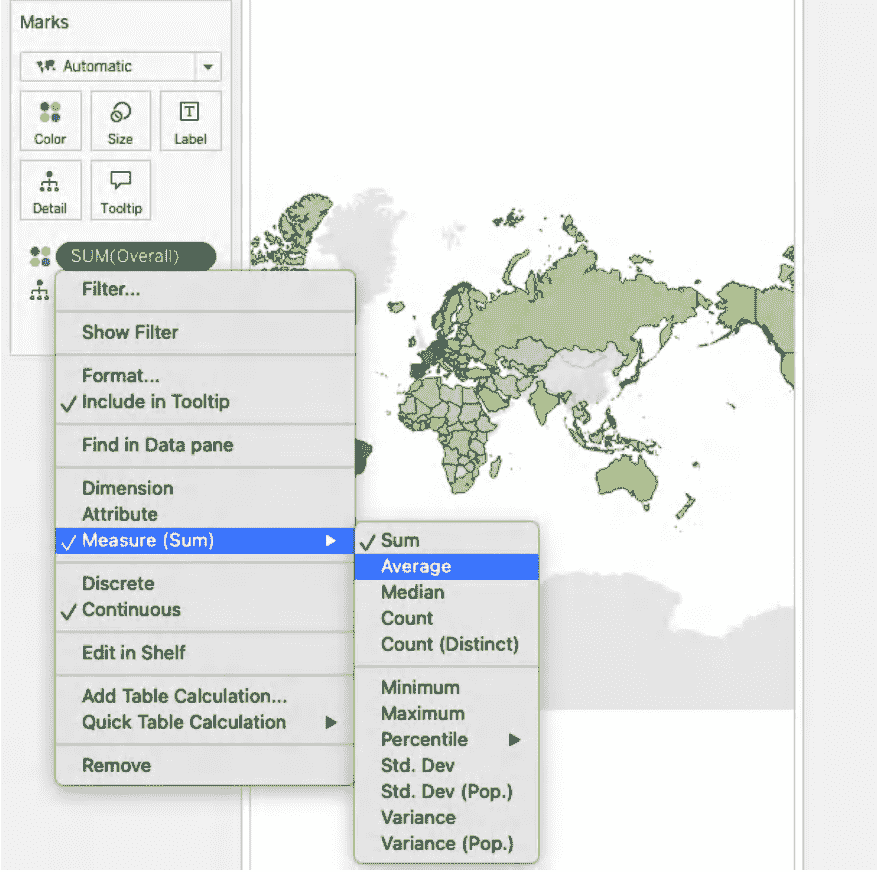 Marks
Automatic
Color Size Label
Detail Tooltip
SUM(Overall)
Filter...
Show Filter
Format...
Include in Tooltip
Find in Data pane
Dimension
Attribute
Measure (Sum)
Discrete
Continuous
Edit in Shelf
Add Table Calculation...
Quick Table Calculation
Remove
Sum
Average
Median
Count
Count (Distinct)
Minimum
Maximum
Percentile
Std. Dev
Std. Dev (Pop.)
Variance
Variance (Pop.)